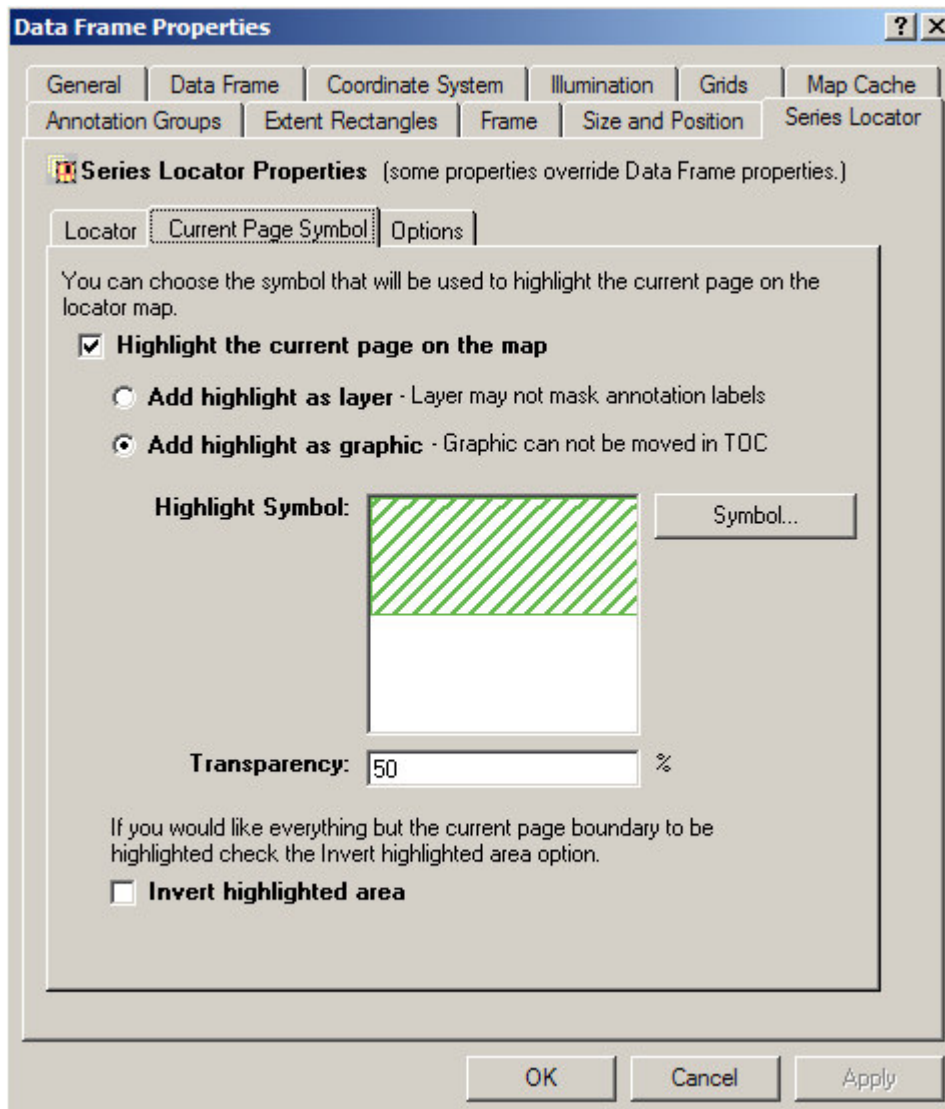 Data Frame Properties
General Data Frame Coordinate System Illumination Grids Map Cache
Annotation Groups Extent Rectangles Frame Size and Position Series Locator
Series Locator Properties (some properties override Data Frame properties.)
Locator Current Page Symbol Options
You can choose the symbol that will be used to highlight the current page on the
locator map.
Highlight the current page on the map
Add highlight as layer - Layer may not mask annotation labels
Add highlight as graphic - Graphic can not be moved in TOC
Highlight Symbol: Symbol...
Transparency: 50 %
If you would like everything but the current page boundary to be
highlighted check the Invert highlighted area option.
Invert highlighted area
OK Cancel Apply